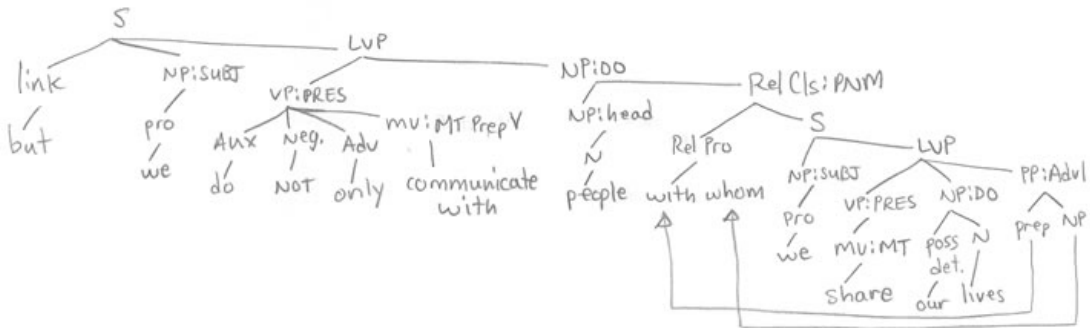 S
link NP:SUBJ LVP
but pro VP:PRES NP:DO
we Aux Neg. Adv mv:MT PrepV NP:head Rel Cls:PNM
do NOT only communicate with N Rel Pro S
people with whom NP:SUBJ LVP
pro VP:PRES NP:DO PP:Advl
we mv:MT poss det. N prep NP
share our lives